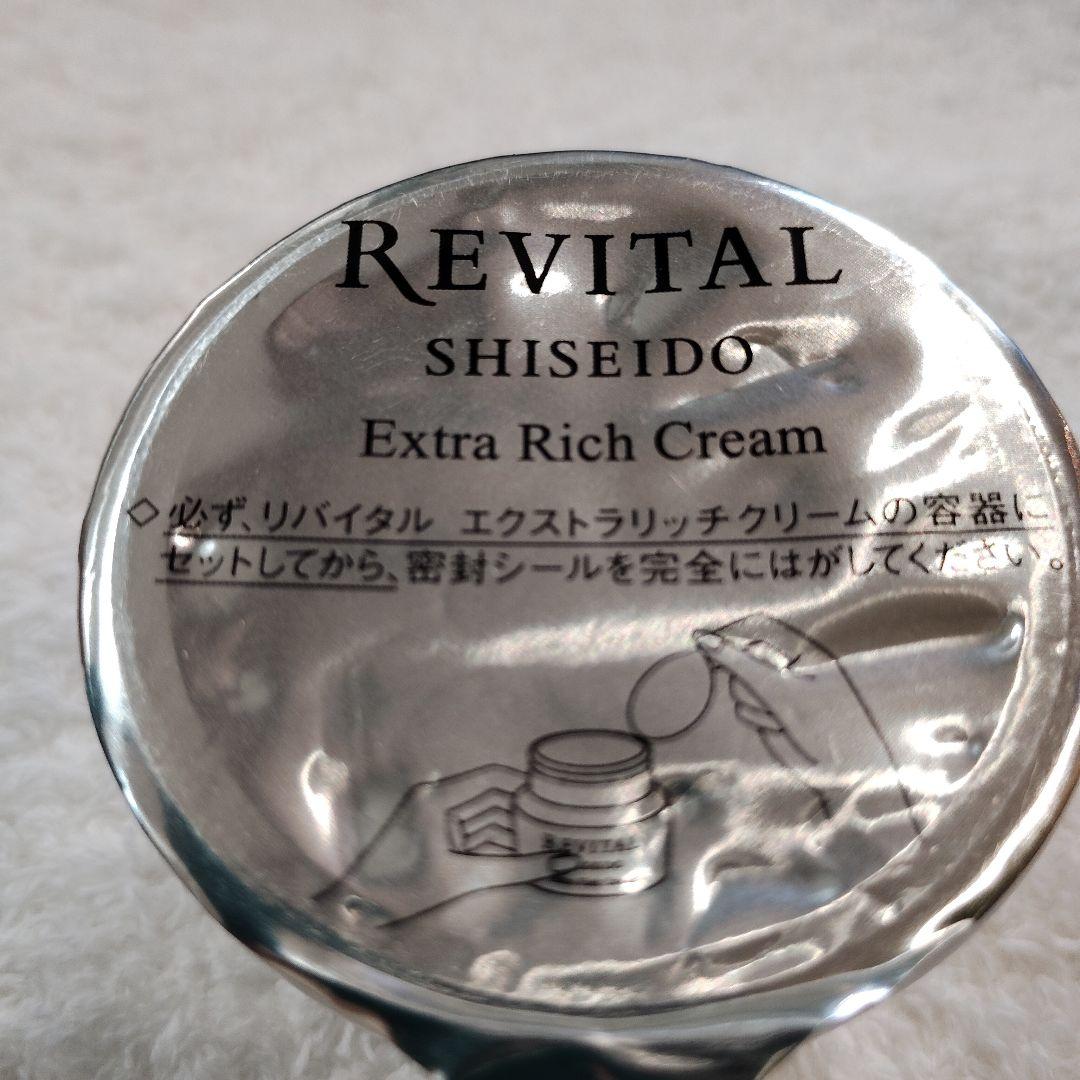 REVITAL
SHISEIDO
Extra Rich Cream
◇必ず、リバイタル エクストラリッチクリームの容器に
セットしてから、密封シールを完全にはがしてください。
REVITAL